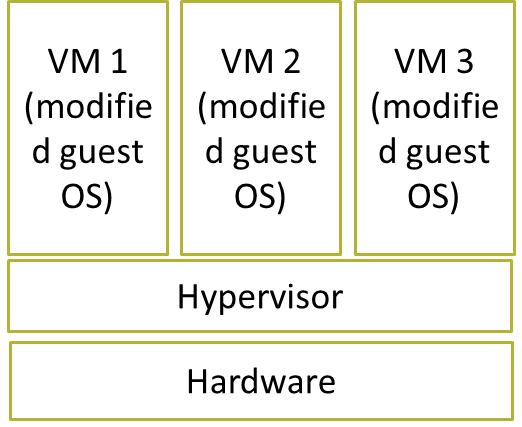 VM 1
(modifie
d guest
OS)
VM 2
(modifie
d guest
OS)
VM 3
(modifie
d guest
OS)
Hypervisor
Hardware